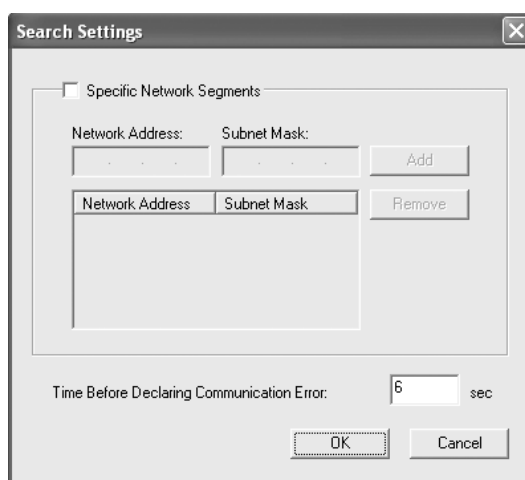 Search Settings
Specific Network Segments
Network Address: Subnet Mask:
Add
Network Address Subnet Mask
Remove
Time Before Declaring Communication Error: 6 sec
OK Cancel